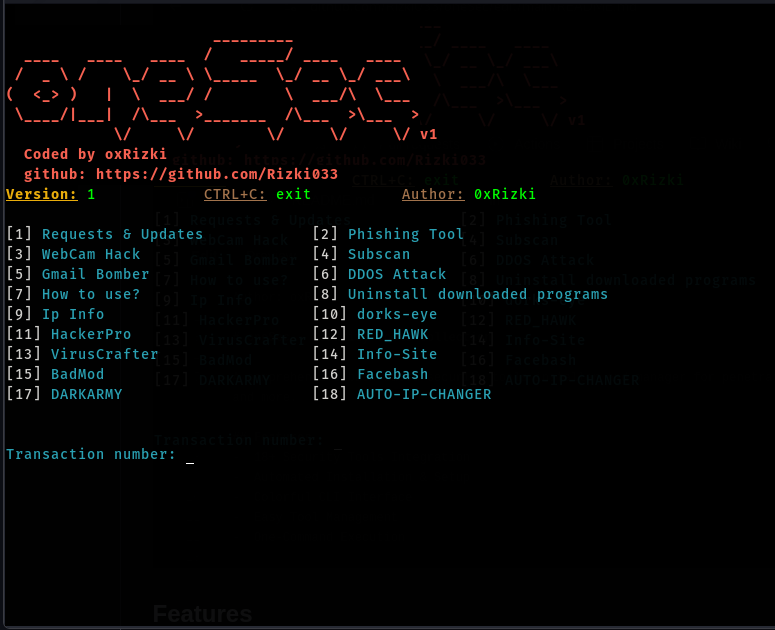 OneSec
v1
Coded by oxRizki
github: https://github.com/Rizki033
Version: 1 CTRL+C: exit Author: 0xRizki
[1] Requests & Updates [2] Phishing Tool
[3] WebCam Hack [4] Subscan
[5] Gmail Bomber [6] DDOS Attack
[7] How to use? [8] Uninstall downloaded programs
[9] Ip Info [10] dorks-eye
[11] HackerPro [12] RED_HAWK
[13] VirusCrafter [14] Info-Site
[15] BadMod [16] Facebash
[17] DARKARMY [18] AUTO-IP-CHANGER
Transaction number: _
Features